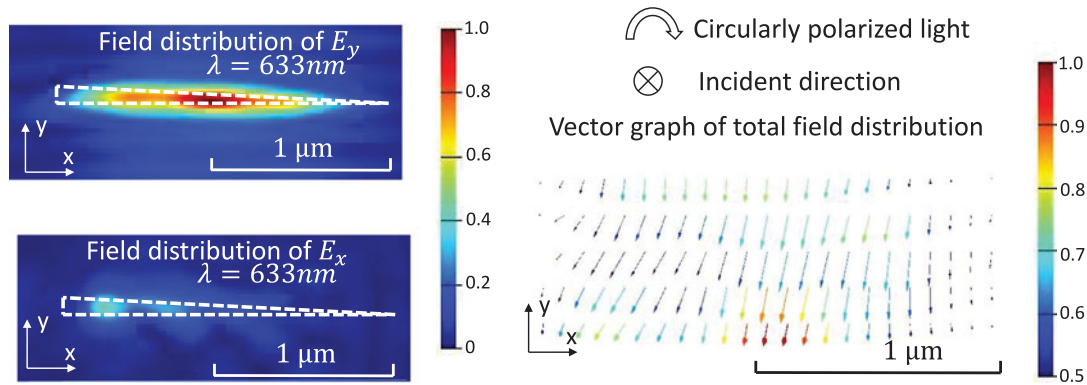 Field distribution of E_y
λ = 633nm
y
x
1 μm
1.0
0.8
0.6
0.4
0.2
0
Field distribution of E_x
λ = 633nm
y
x
1 μm
Circularly polarized light
Incident direction
Vector graph of total field distribution
y
x
1 μm
1.0
0.9
0.8
0.7
0.6
0.5